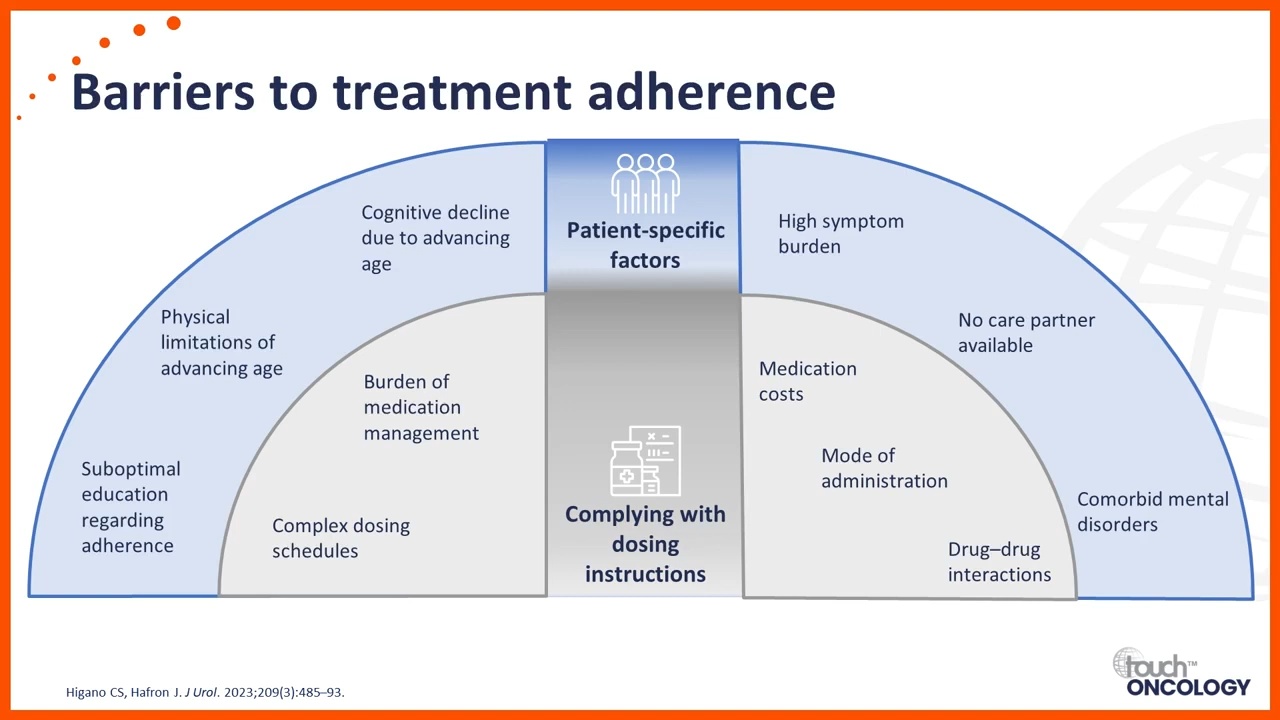 Barriers to treatment adherence
Cognitive decline
due to advancing
age
Physical
limitations of
advancing age
Suboptimal
education
regarding
adherence
Burden of
medication
management
Complex dosing
schedules
Patient-specific
factors
Complying with
dosing
instructions
High symptom
burden
No care partner
available
Comorbid mental
disorders
Medication
costs
Mode of
administration
Drug–drug
interactions
Higano CS, Hafron J. J Urol. 2023;209(3):485–93.
touch™
ONCOLOGY